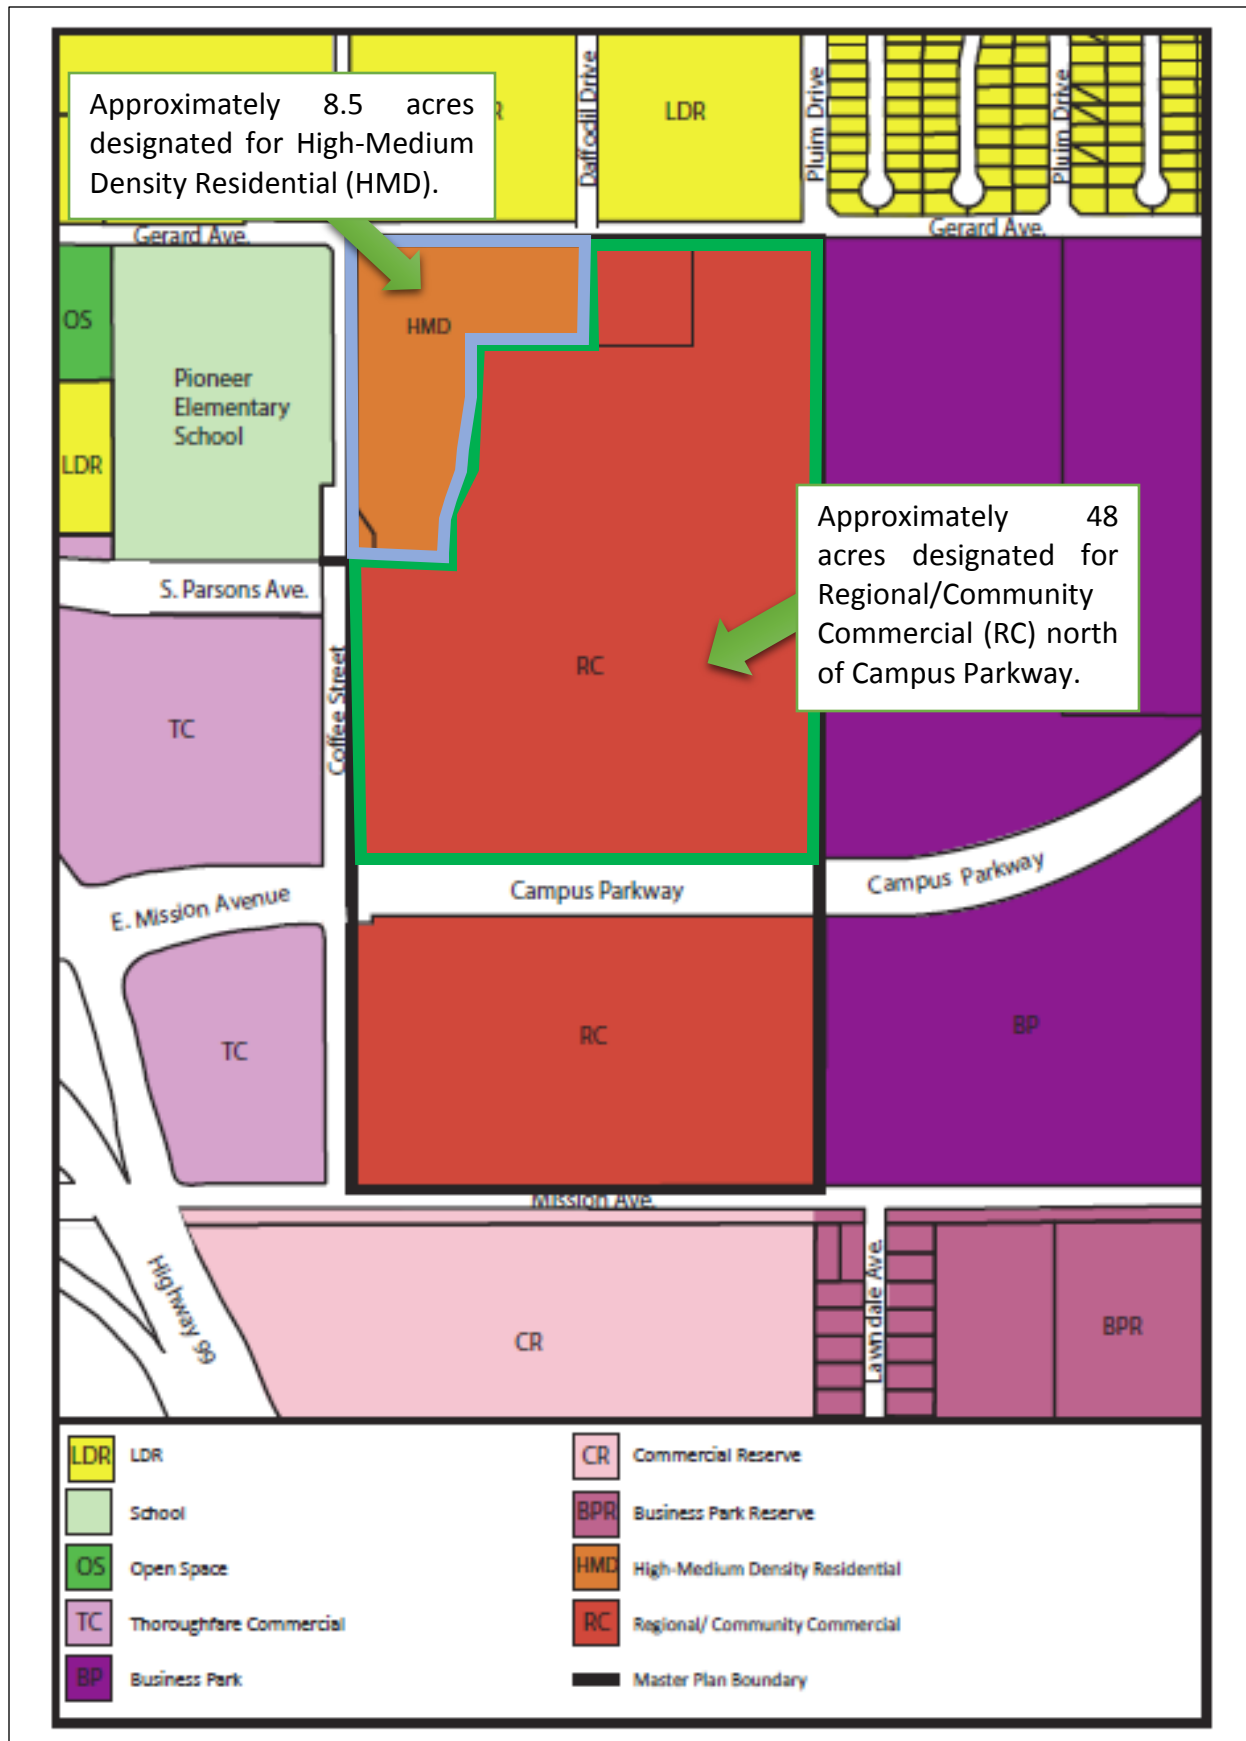 Approximately 8.5 acres
designated for High-Medium
Density Residential (HMD).
R
LDR
Daffodil Drive
Pluim Drive
Pluim Drive
Gerard Ave.
Gerard Ave.
OS
HMD
Pioneer
Elementary
School
LDR
Approximately 48
acres designated for
Regional/Community
Commercial (RC) north
of Campus Parkway.
S. Parsons Ave.
RC
TC
Coffee Street
Campus Parkway
Campus Parkway
E. Mission Avenue
RC
BP
TC
Mission Ave.
Highway 99
Lawndale Ave.
CR
BPR
LDR LDR
School
OS Open Space
TC Thoroughfare Commercial
BP Business Park
CR Commercial Reserve
BPR Business Park Reserve
HMD High-Medium Density Residential
RC Regional/ Community Commercial
Master Plan Boundary